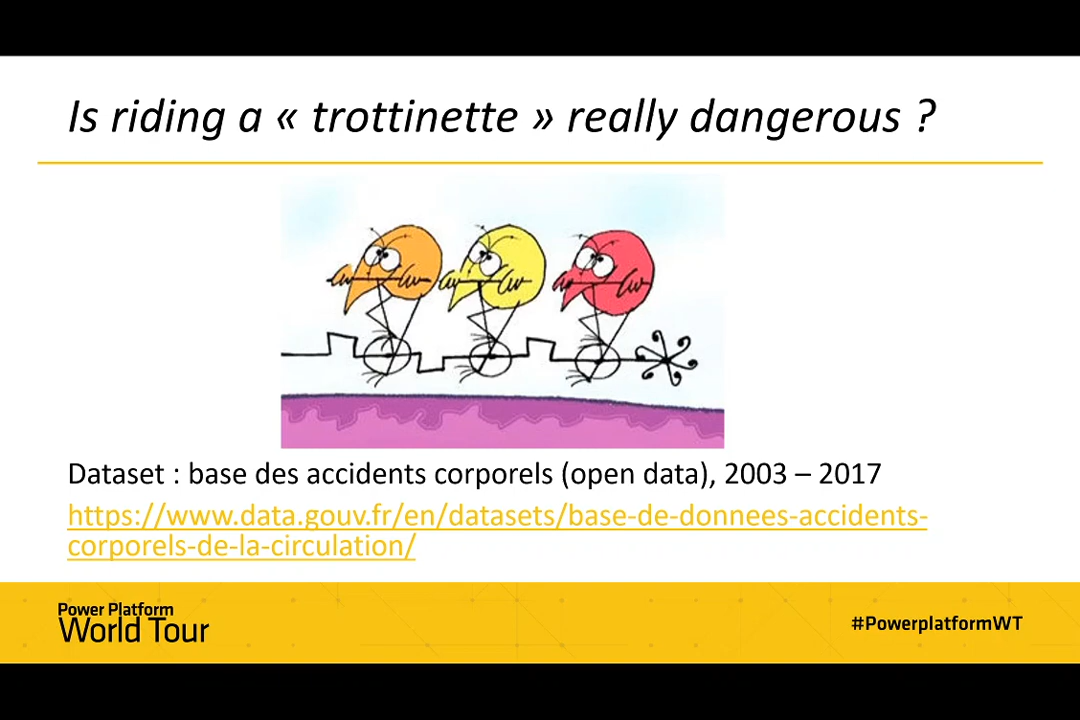 Is riding a « trottinette » really dangerous ?
Dataset : base des accidents corporels (open data), 2003 – 2017
https://www.data.gouv.fr/en/datasets/base-de-donnees-accidents-
corporels-de-la-circulation/
Power Platform
World Tour
#PowerplatformWT